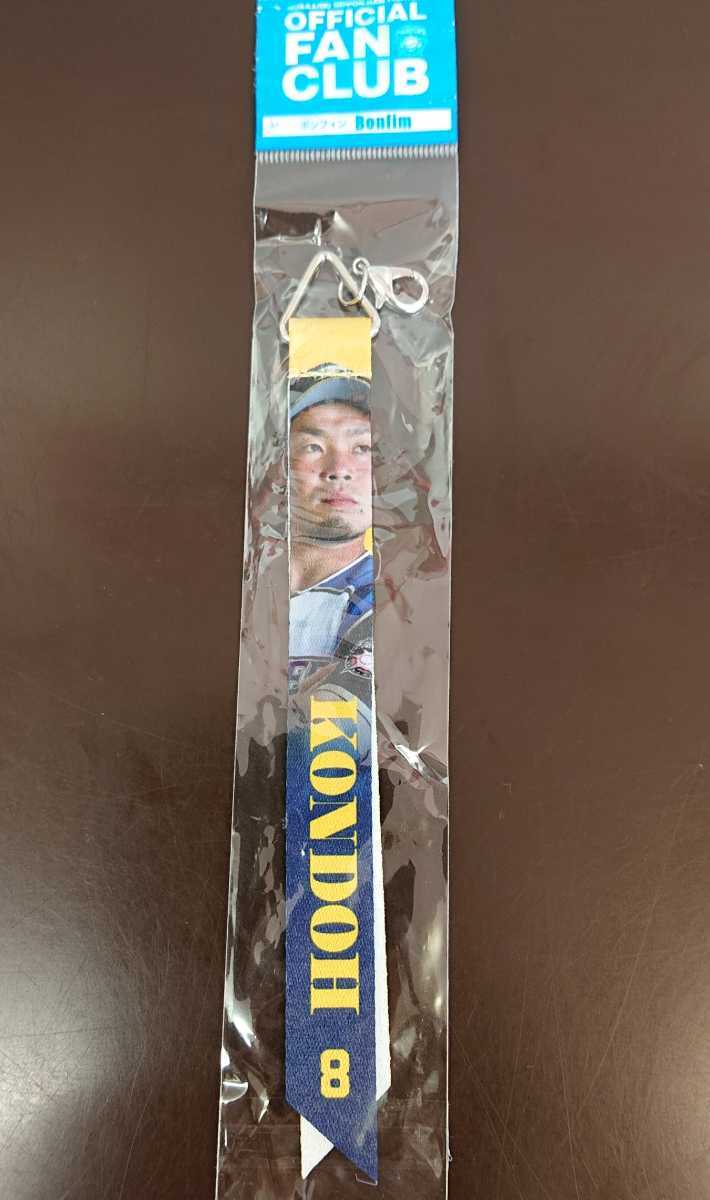 OFFICIAL
FAN
CLUB
ボンフィン Bonfim
KONDOH
8